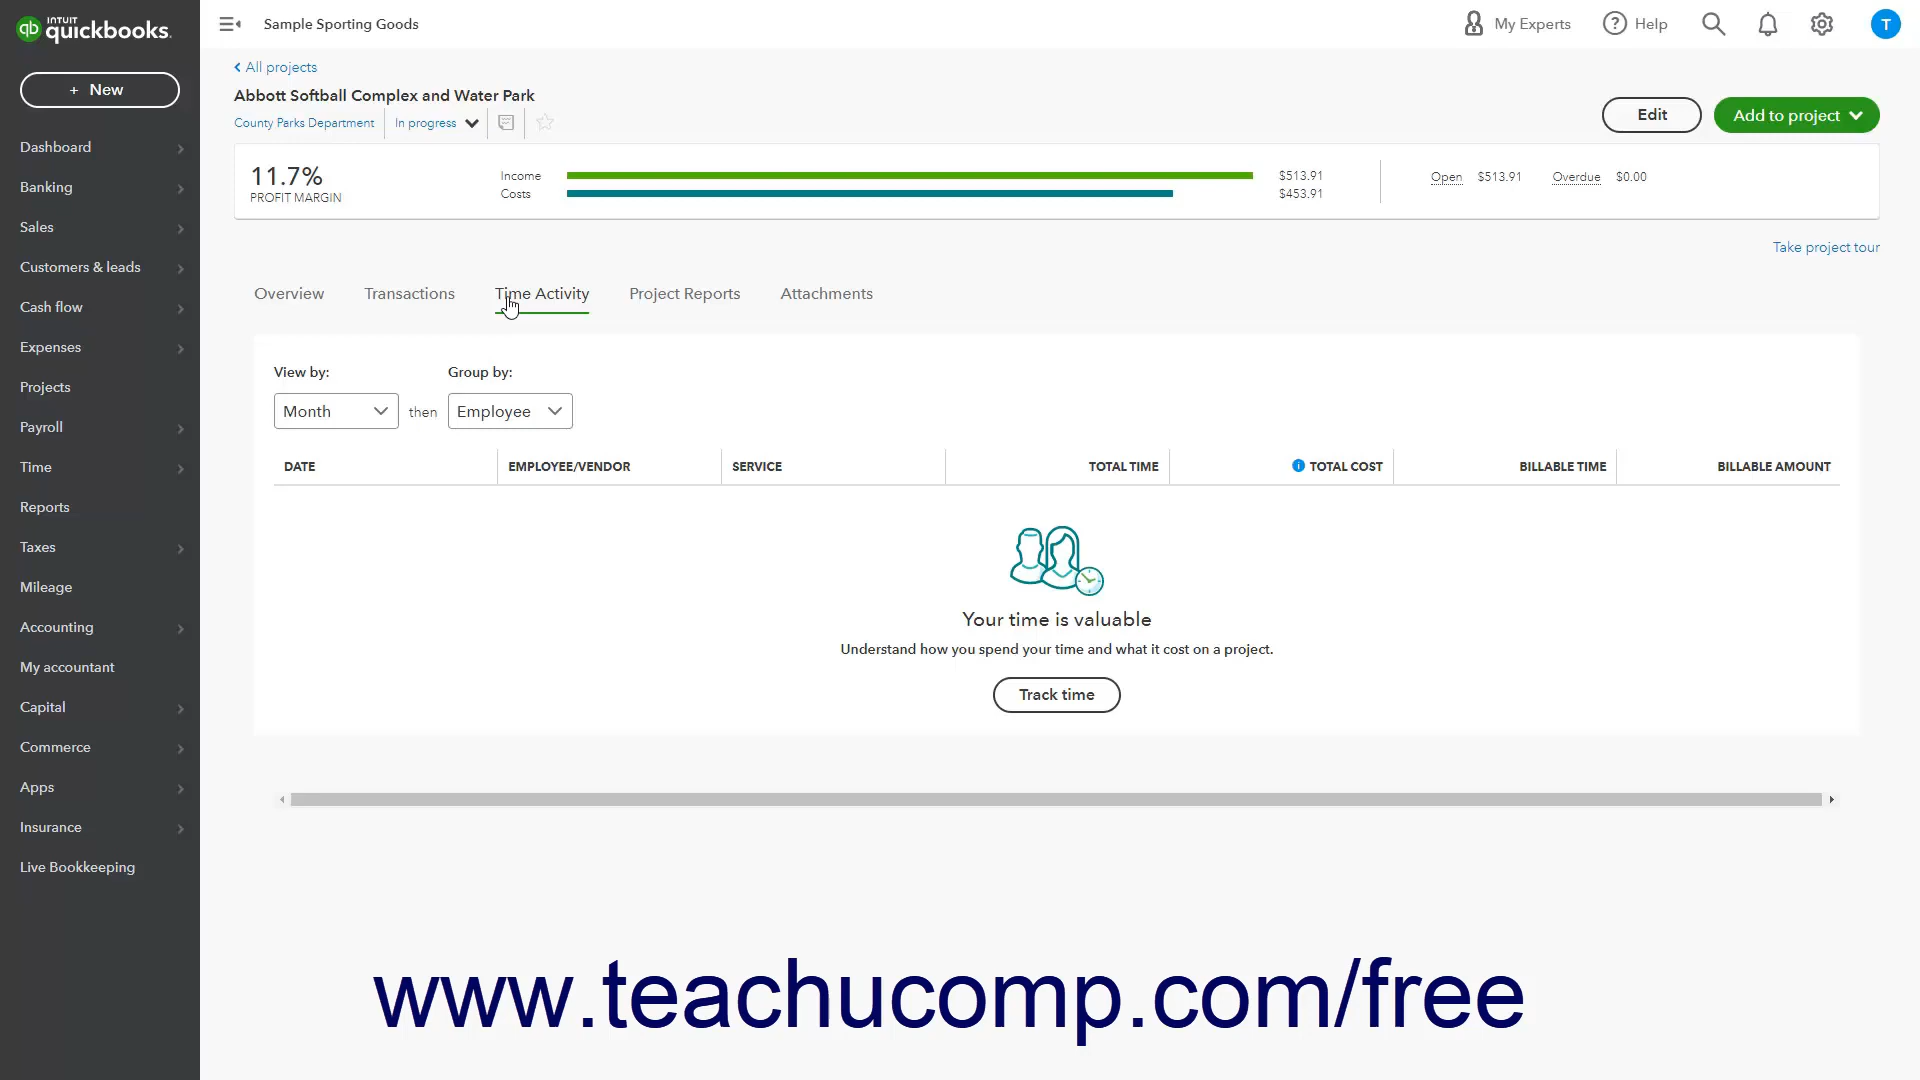 INTUIT
qb quickbooks.
+ New
Dashboard
Banking
Sales
Customers & leads
Cash flow
Expenses
Projects
Payroll
Time
Reports
Taxes
Mileage
Accounting
My accountant
Capital
Commerce
Apps
Insurance
Live Bookkeeping
Sample Sporting Goods
My Experts
? Help
T
All projects
Abbott Softball Complex and Water Park
County Parks Department In progress
Edit Add to project
11.7%
PROFIT MARGIN
Income $513.91
Costs $453.91
Open $513.91 Overdue $0.00
Take project tour
Overview Transactions Time Activity Project Reports Attachments
View by: Group by:
Month then Employee
DATE EMPLOYEE/VENDOR SERVICE TOTAL TIME i TOTAL COST BILLABLE TIME BILLABLE AMOUNT
Your time is valuable
Understand how you spend your time and what it cost on a project.
Track time
www.teachucomp.com/free